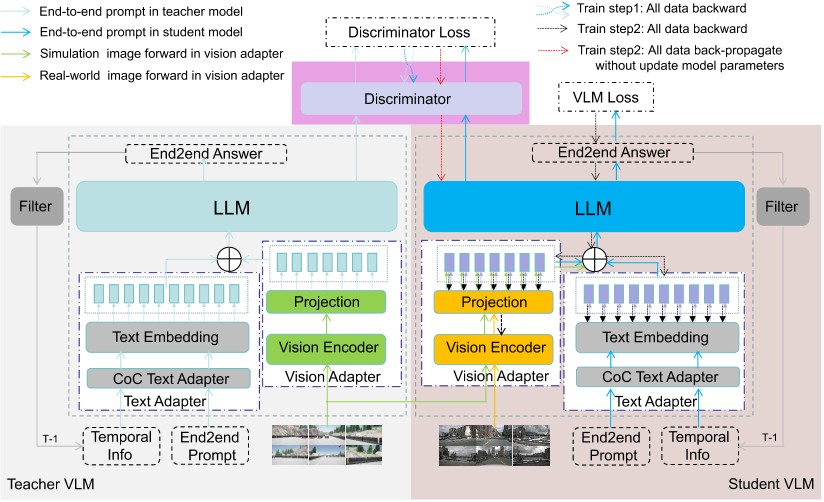 End-to-end prompt in teacher model
End-to-end prompt in student model
Simulation image forward in vision adapter
Real-world image forward in vision adapter
Train step1: All data backward
Train step2: All data backward
Train step2: All data back-propagate
without update model parameters
Discriminator Loss
Discriminator
VLM Loss
End2end Answer
End2end Answer
Filter
LLM
LLM
Filter
Projection
Projection
Text Embedding
Vision Encoder
Vision Encoder
Text Embedding
CoC Text Adapter
Vision Adapter
Vision Adapter
CoC Text Adapter
Text Adapter
Text Adapter
T-1
Temporal
Info
End2end
Prompt
End2end
Prompt
Temporal
Info
T-1
Teacher VLM
Student VLM